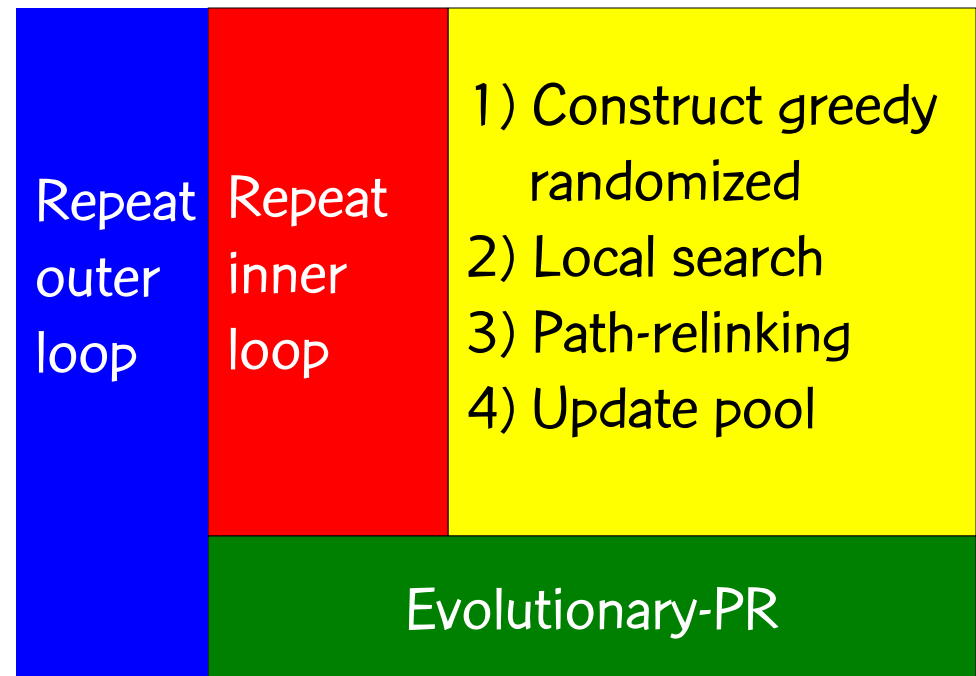 Repeat
outer
loop
Repeat
inner
loop
1) Construct greedy
randomized
2) Local search
3) Path-relinking
4) Update pool
Evolutionary-PR